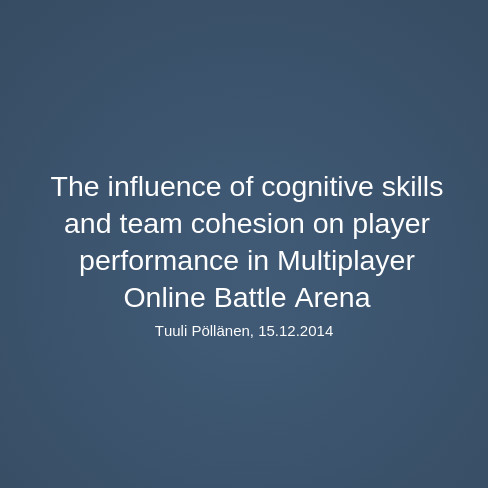 The influence of cognitive skills
and team cohesion on player
performance in Multiplayer
Online Battle Arena
Tuuli Pöllänen, 15.12.2014